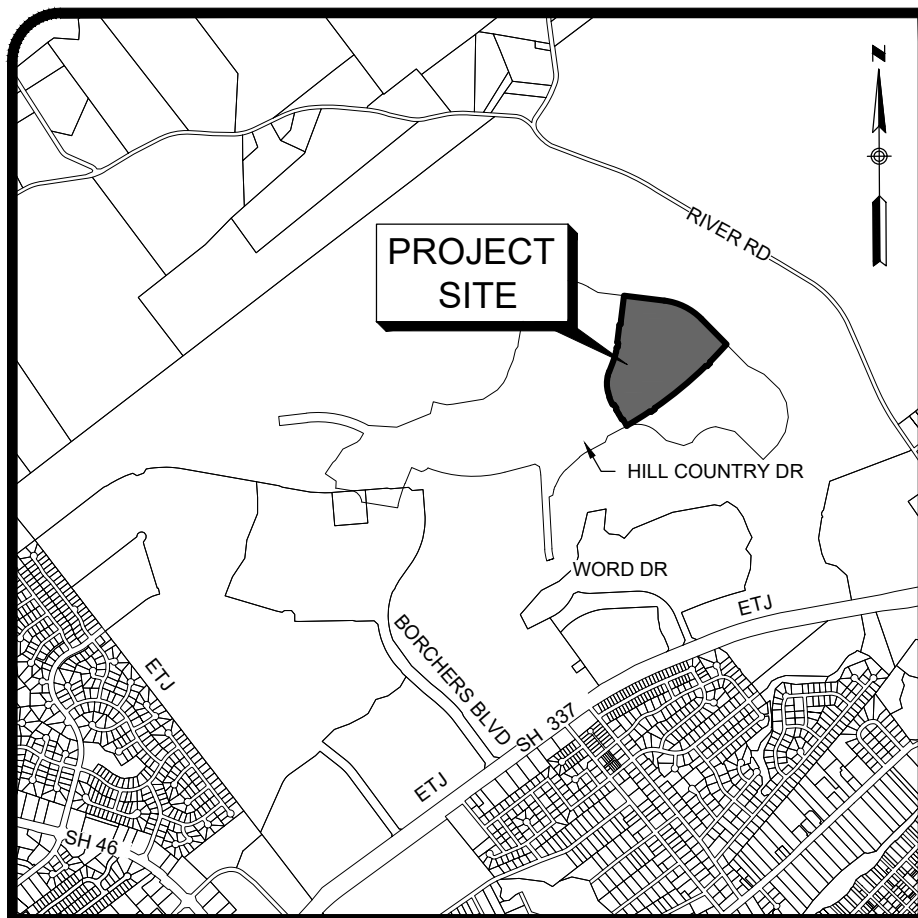 N
RIVER RD
PROJECT
SITE
HILL COUNTRY DR
WORD DR
ETJ
ETJ
BORCHERS BLVD
SH 337
ETJ
SH 46